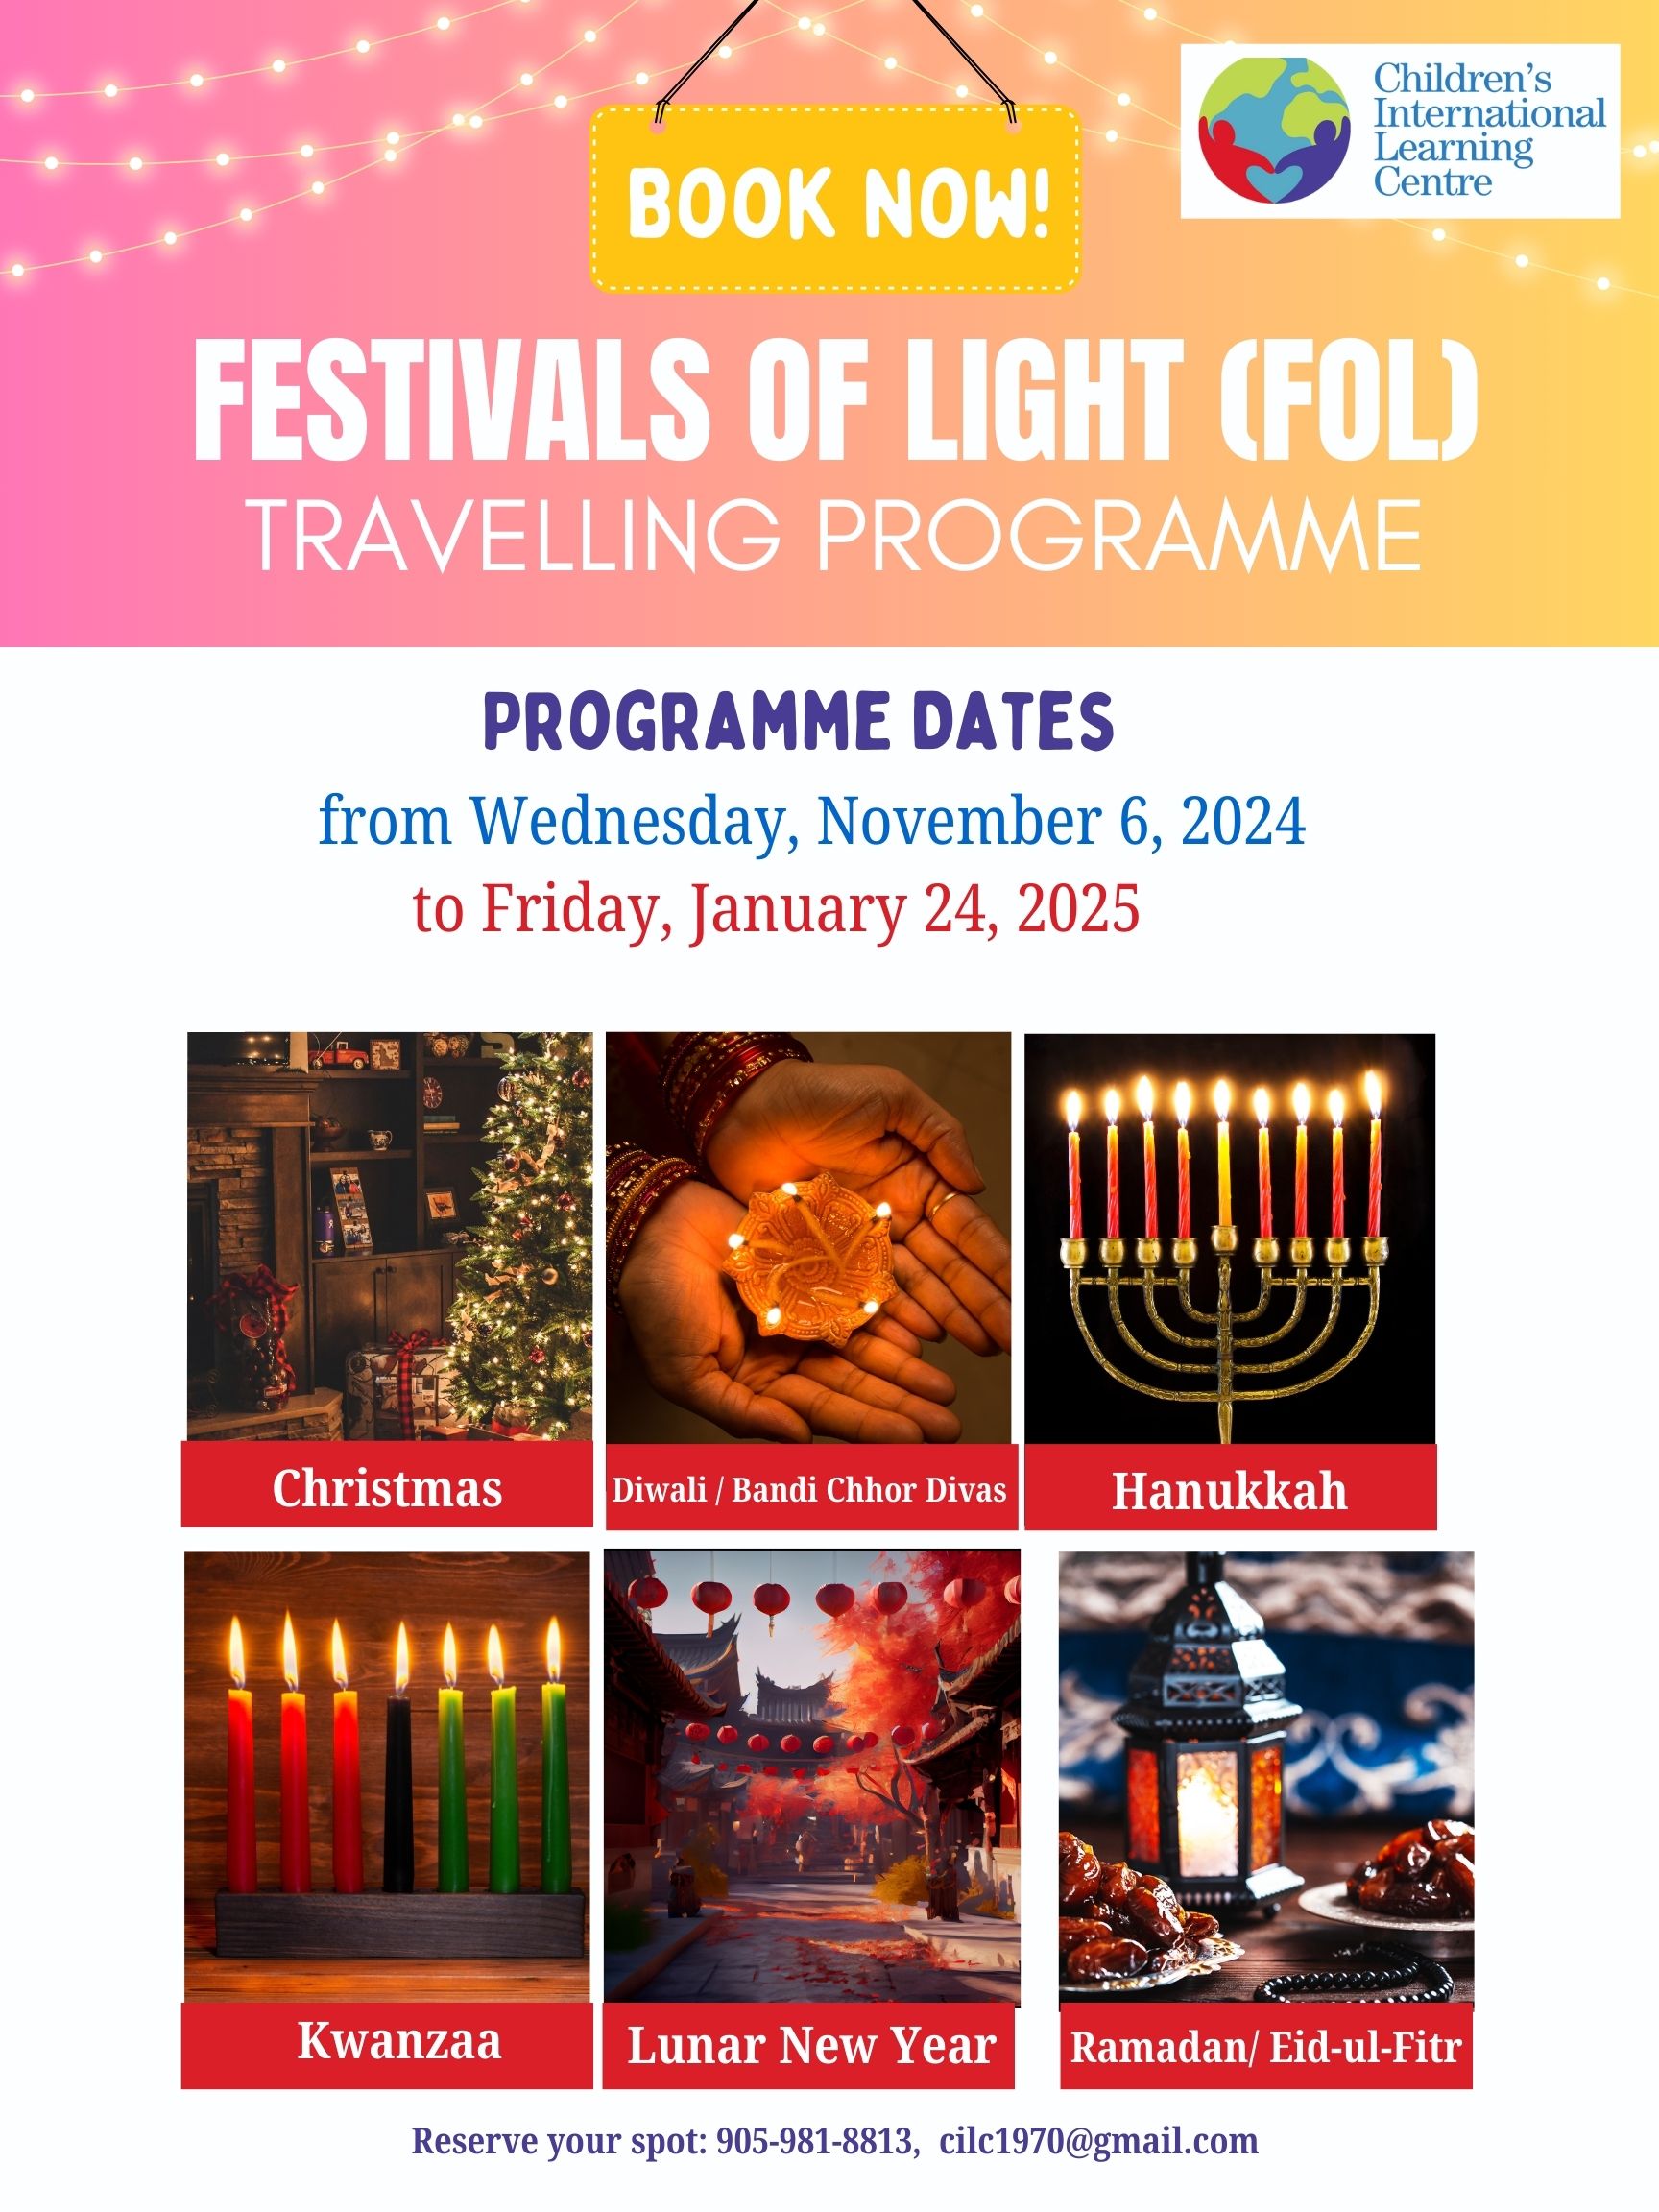 BOOK NOW!
Children's
International
Learning
Centre
FESTIVALS OF LIGHT (FOL)
TRAVELLING PROGRAMME
PROGRAMME DATES
from Wednesday, November 6, 2024
to Friday, January 24, 2025
Christmas
Diwali / Bandi Chhor Divas
Hanukkah
Kwanzaa
Lunar New Year
Ramadan/ Eid-ul-Fitr
Reserve your spot: 905-981-8813, cilc1970@gmail.com